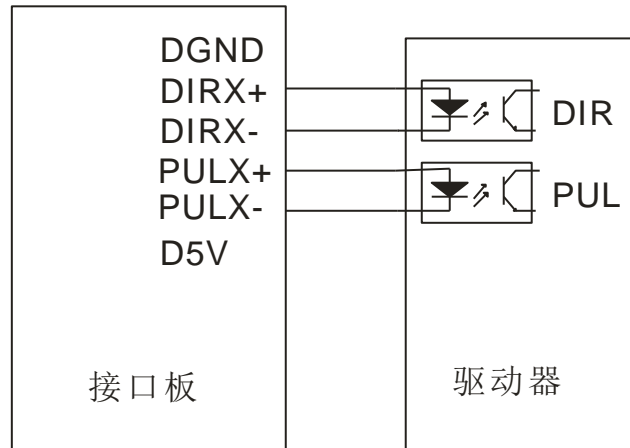 DGND
DIRX+
DIRX-
PULX+
PULX-
D5V
接口板
DIR
PUL
驱动器